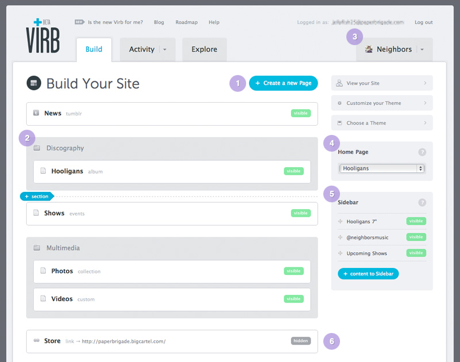 BETA
VIRB
NEW Is the new Virb for me? Blog Roadmap Help
Logged in as: Log out
Build Activity Explore
3
Neighbors
Build Your Site
1
+ Create a new Page
View your Site
Customize your Theme
Choose a Theme
News tumblr visible
2
Discography
Hooligans album visible
4
Home Page ?
Hooligans
+ section
Shows events visible
5
Sidebar ?
Hooligans 7" visible
@neighborsmusic visible
Upcoming Shows visible
+ content to Sidebar
Multimedia
Photos collection visible
Videos custom visible
Store link → http://paperbrigade.bigcartel.com/ hidden
6